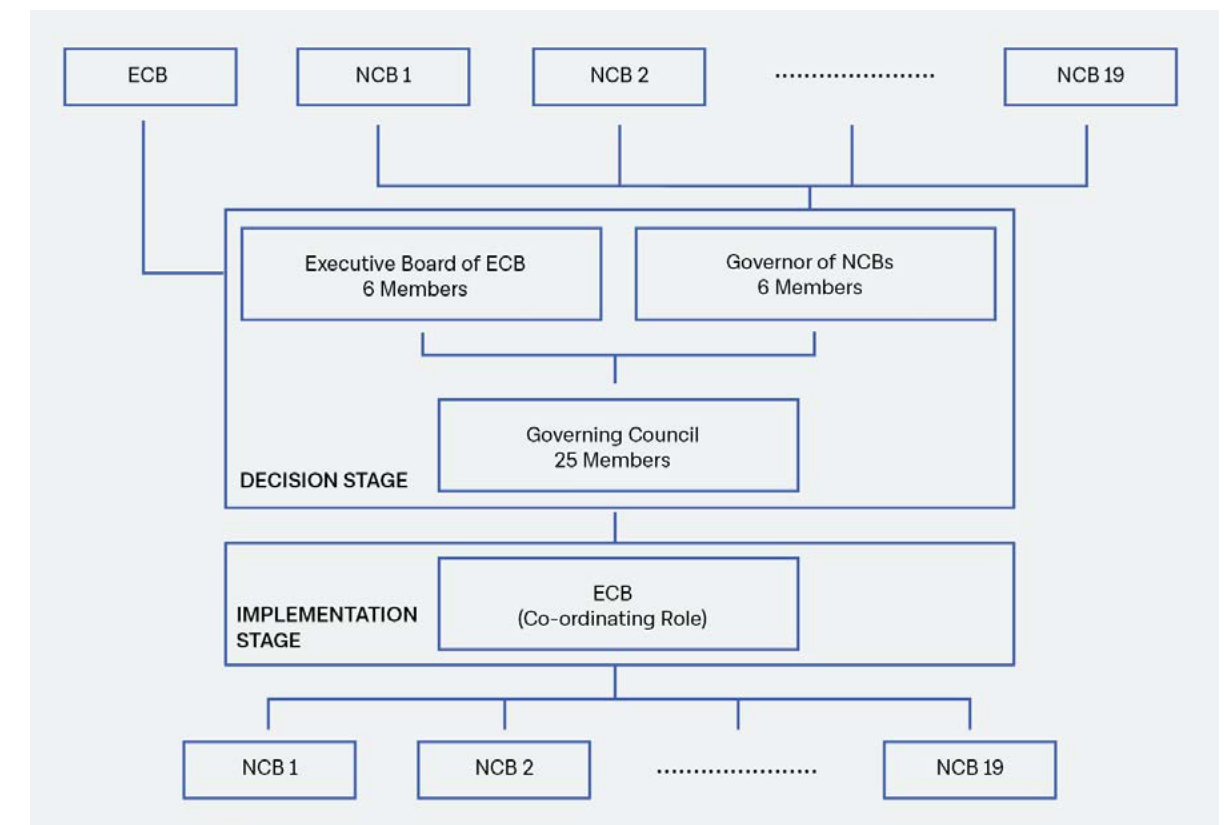 ECB
NCB 1
NCB 2
......................
NCB 19
Executive Board of ECB
6 Members
Governor of NCBs
6 Members
Governing Council
25 Members
DECISION STAGE
ECB
(Co-ordinating Role)
IMPLEMENTATION
STAGE
NCB 1
NCB 2
......................
NCB 19